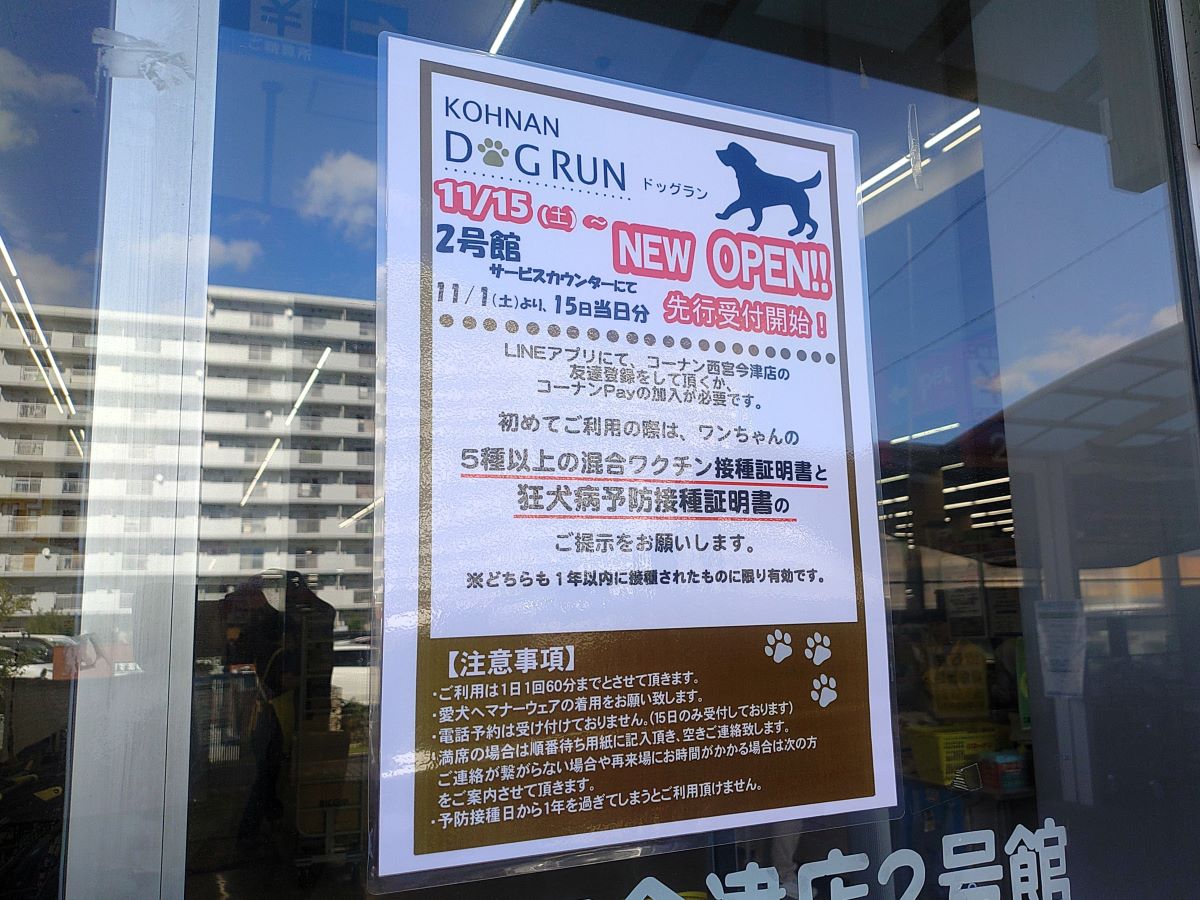 ご精算所
KOHNAN
DOG RUN ドッグラン
11/15(土)~
NEW OPEN!!
2号館
サービスカウンターにて
11/1(土)より、15日当日分 先行受付開始!
LINEアプリにて、コーナン西宮今津店の
友達登録をして頂くか、
コーナンPayの加入が必要です。
初めてご利用の際は、ワンちゃんの
5種以上の混合ワクチン接種証明書と
狂犬病予防接種証明書の
ご提示をお願いします。
※どちらも1年以内に接種されたものに限り有効です。
【注意事項】
・ご利用は1日1回60分までとさせて頂きます。
・愛犬へマナーウェアの着用をお願い致します。
・電話予約は受け付けておりません。(15日のみ受付しております)
・満席の場合は順番待ち用紙に記入頂き、空きご連絡致します。
ご連絡が繋がらない場合や再来場にお時間がかかる場合は次の方
をご案内させて頂きます。
・予防接種日から1年を過ぎてしまうとご利用頂けません。
今津店2号館